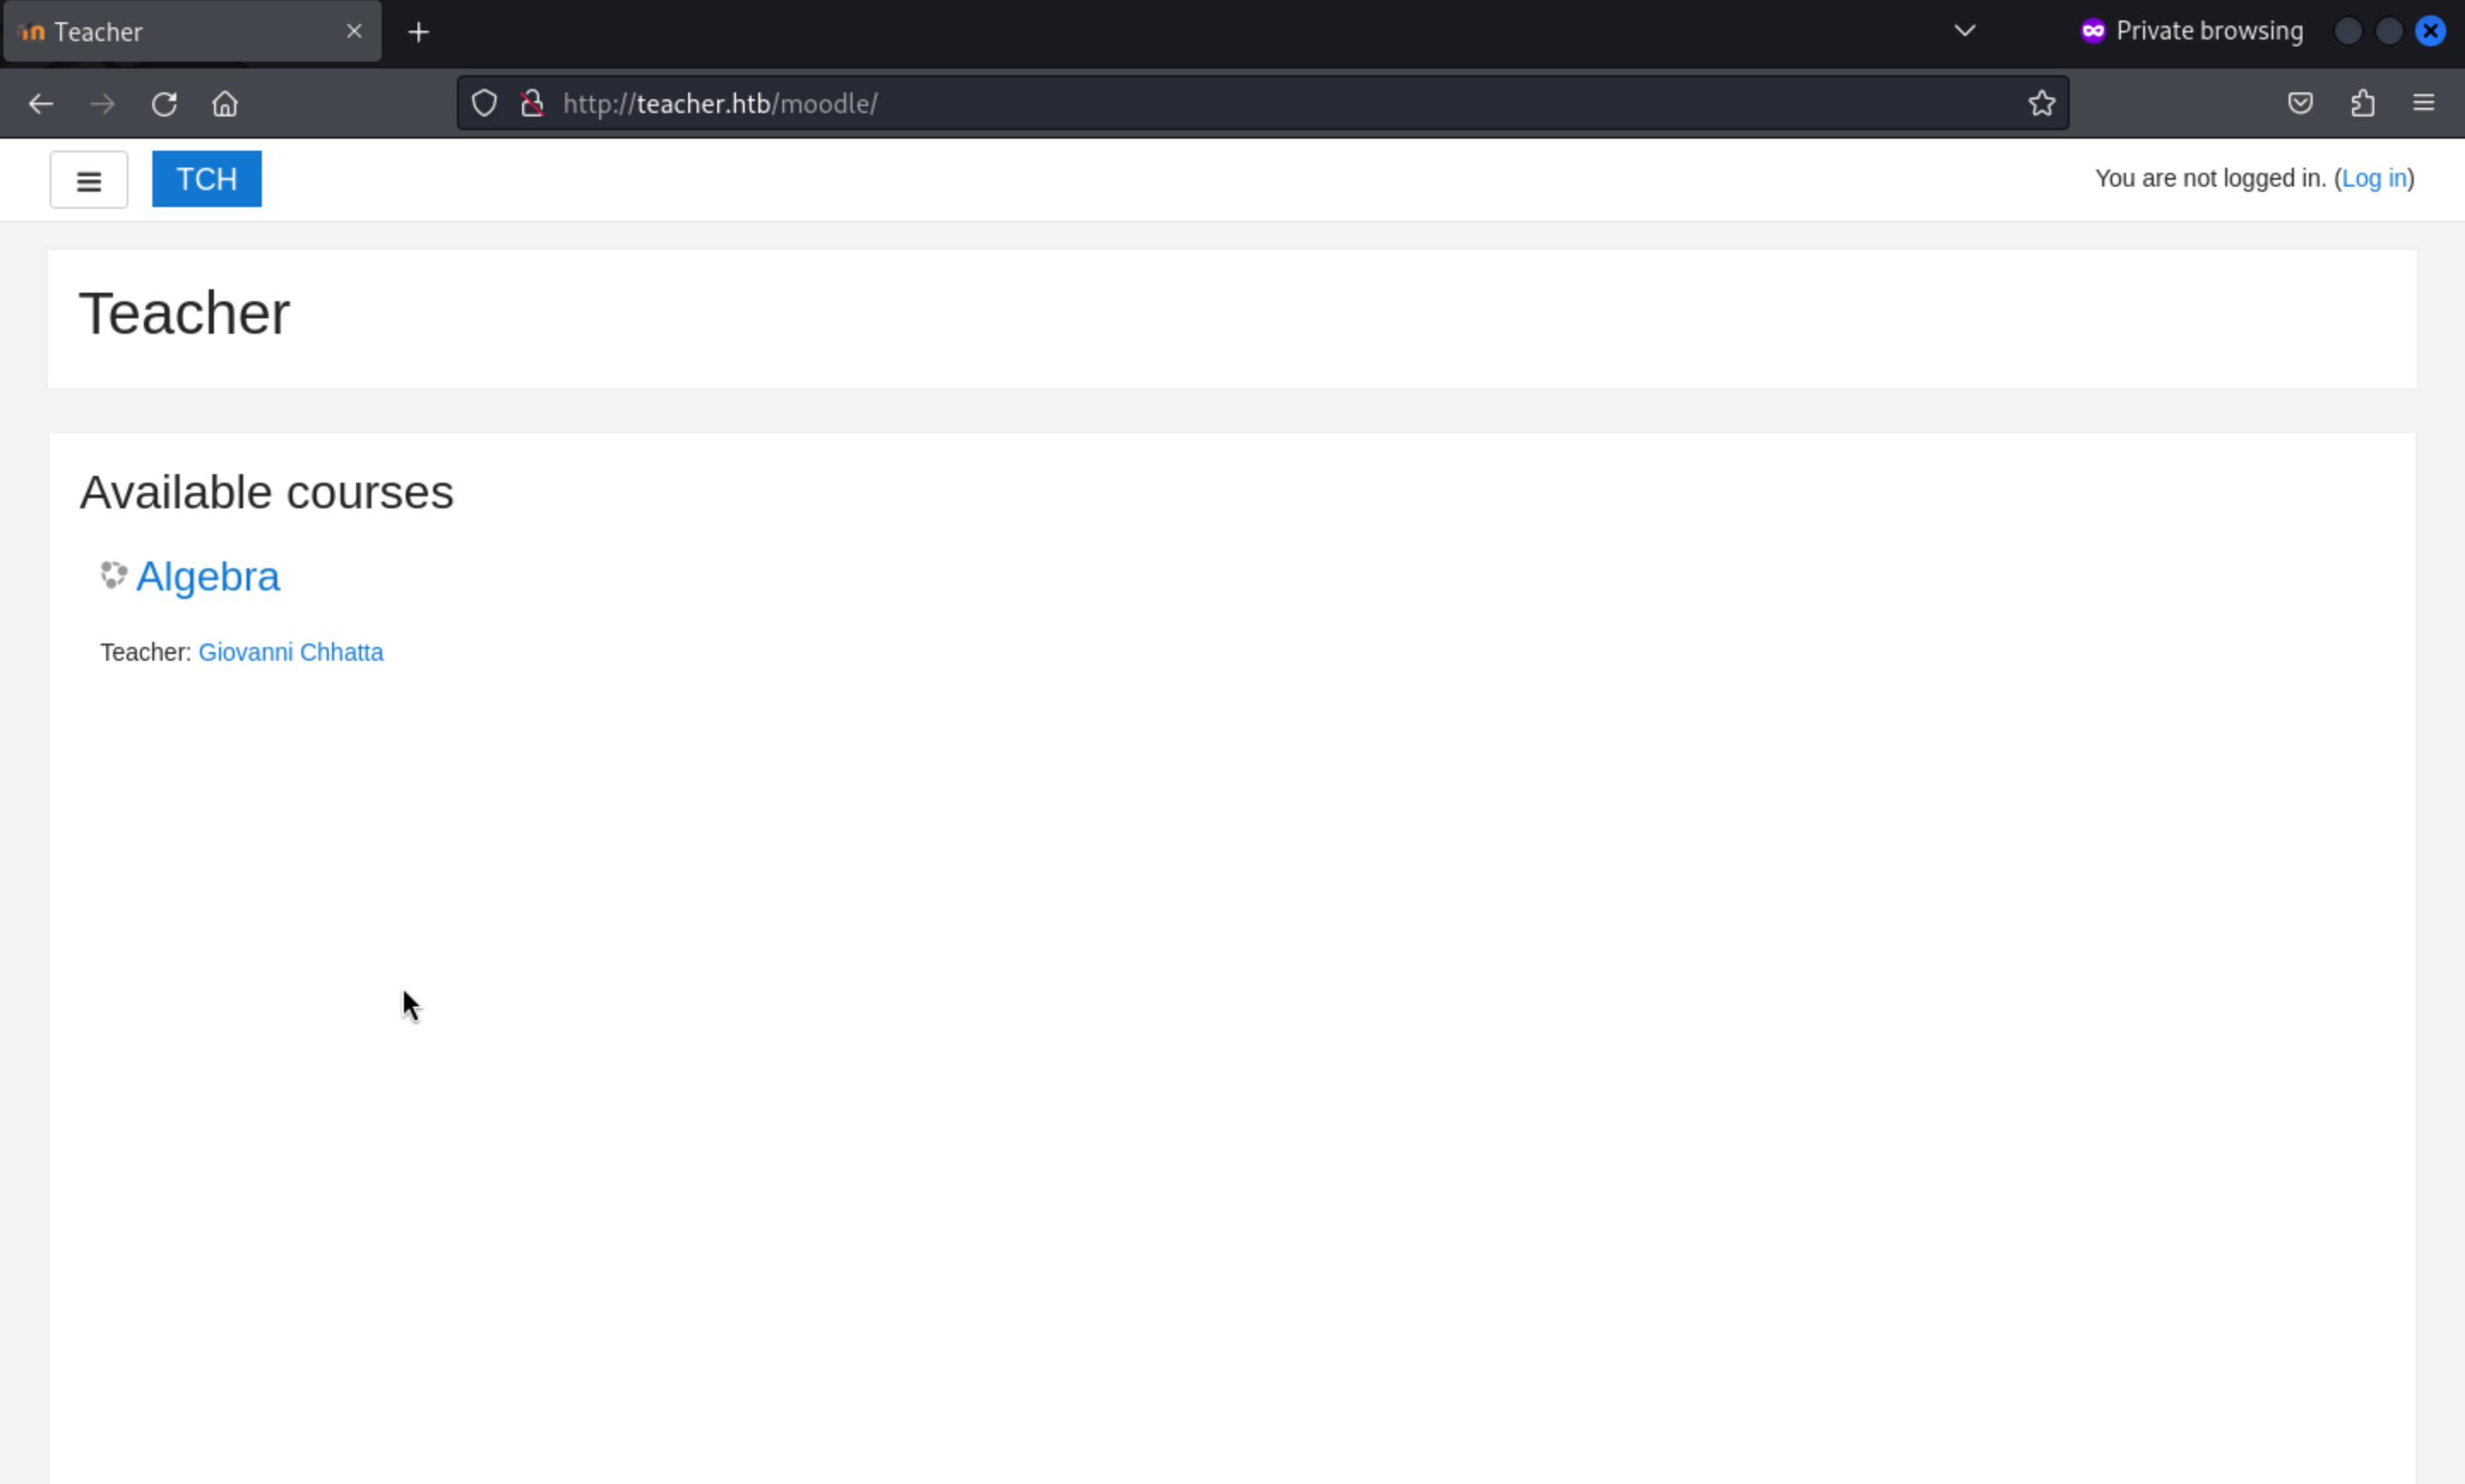 Teacher
Private browsing
http://teacher.htb/moodle/
TCH
You are not logged in. (Log in)
Teacher
Available courses
Algebra
Teacher: Giovanni Chhatta